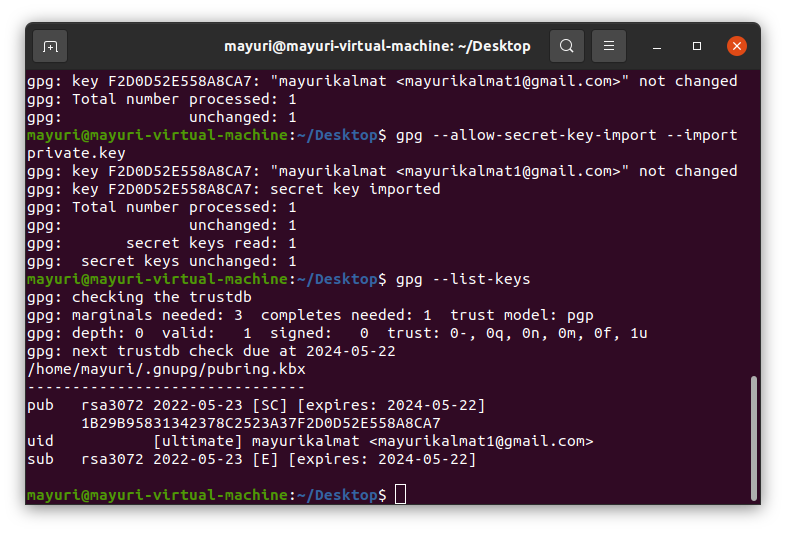 mayuri@mayuri-virtual-machine: ~/Desktop
gpg: key F2D0D52E558A8CA7: "mayurikalmat <mayurikalmat1@gmail.com>" not changed
gpg: Total number processed: 1
gpg:              unchanged: 1
mayuri@mayuri-virtual-machine:~/Desktop$ gpg --allow-secret-key-import --import
private.key
gpg: key F2D0D52E558A8CA7: "mayurikalmat <mayurikalmat1@gmail.com>" not changed
gpg: key F2D0D52E558A8CA7: secret key imported
gpg: Total number processed: 1
gpg:              unchanged: 1
gpg:       secret keys read: 1
gpg:  secret keys unchanged: 1
mayuri@mayuri-virtual-machine:~/Desktop$ gpg --list-keys
gpg: checking the trustdb
gpg: marginals needed: 3  completes needed: 1  trust model: pgp
gpg: depth: 0  valid:   1  signed:   0  trust: 0-, 0q, 0n, 0m, 0f, 1u
gpg: next trustdb check due at 2024-05-22
/home/mayuri/.gnupg/pubring.kbx
-------------------------------
pub   rsa3072 2022-05-23 [SC] [expires: 2024-05-22]
      1B29B95831342378C2523A37F2D0D52E558A8CA7
uid           [ultimate] mayurikalmat <mayurikalmat1@gmail.com>
sub   rsa3072 2022-05-23 [E] [expires: 2024-05-22]
mayuri@mayuri-virtual-machine:~/Desktop$